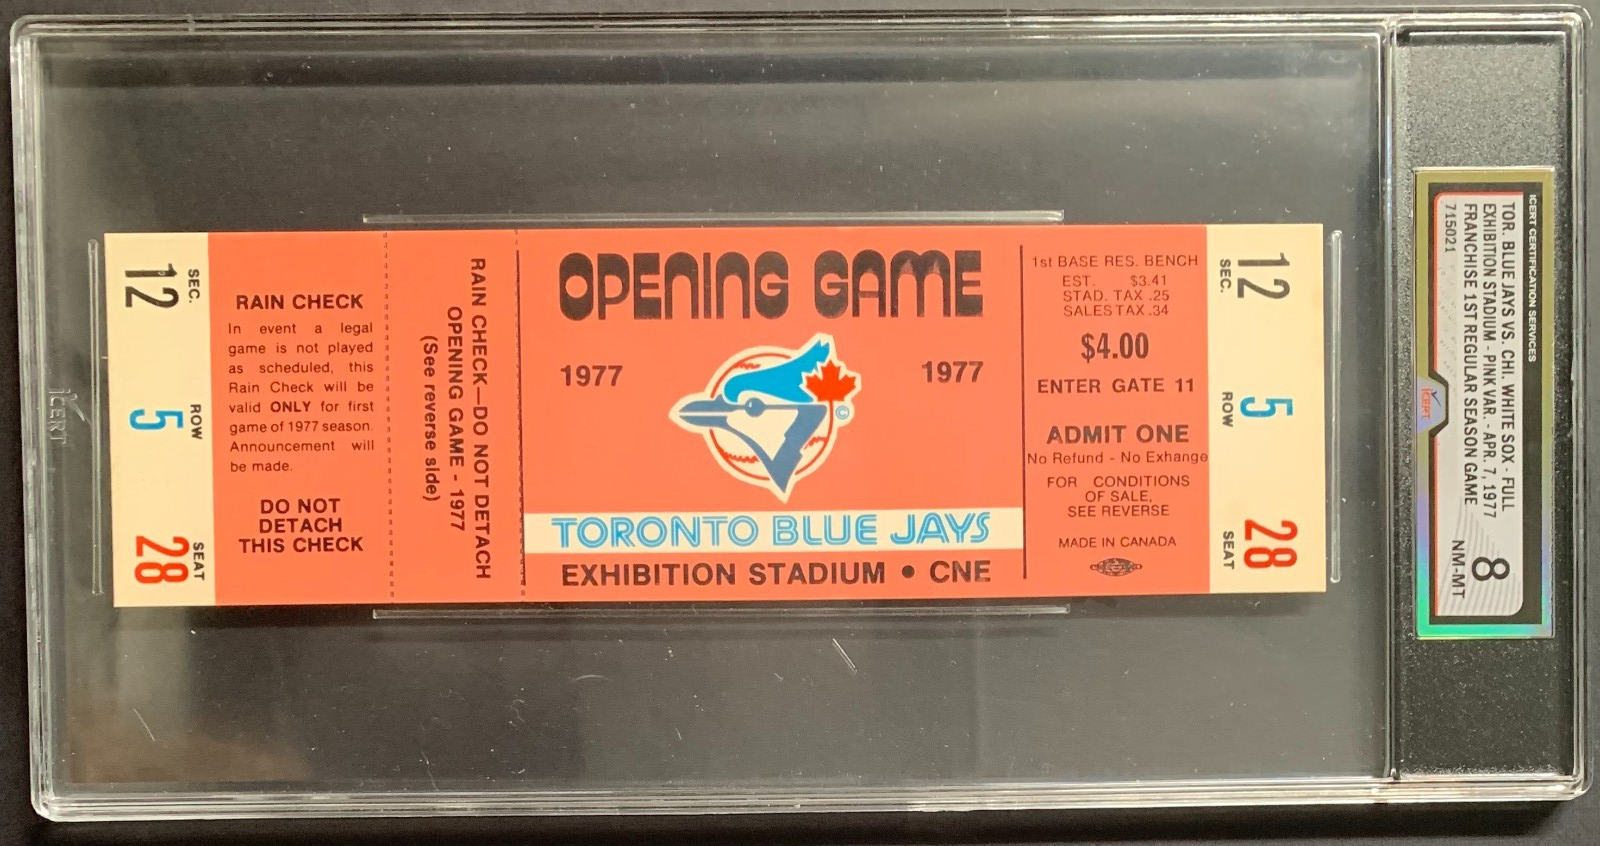 12
SEC.
5
ROW
28
SEAT
RAIN CHECK
In event a legal
game is not played
as scheduled, this
Rain Check will be
valid ONLY for first
game of 1977 season.
Announcement will
be made.
DO NOT
DETACH
THIS CHECK
RAIN CHECK—DO NOT DETACH
OPENING GAME - 1977
(See reverse side)
OPENING GAME
1977
1977
©
TORONTO BLUE JAYS
EXHIBITION STADIUM • CNE
1st BASE RES. BENCH
EST. $3.41
STAD. TAX .25
SALES TAX .34
$4.00
ENTER GATE 11
ADMIT ONE
No Refund - No Exhange
FOR CONDITIONS
OF SALE,
SEE REVERSE
MADE IN CANADA
12
SEC.
5
ROW
28
SEAT
ICERT CERTIFICATION SERVICES
TOR. BLUE JAYS VS. CHI. WHITE SOX - FULL
EXHIBITION STADIUM - PINK VAR. - APR. 7, 1977
FRANCHISE 1ST REGULAR SEASON GAME
715021
8
NM-MT
iCERT
iCERT